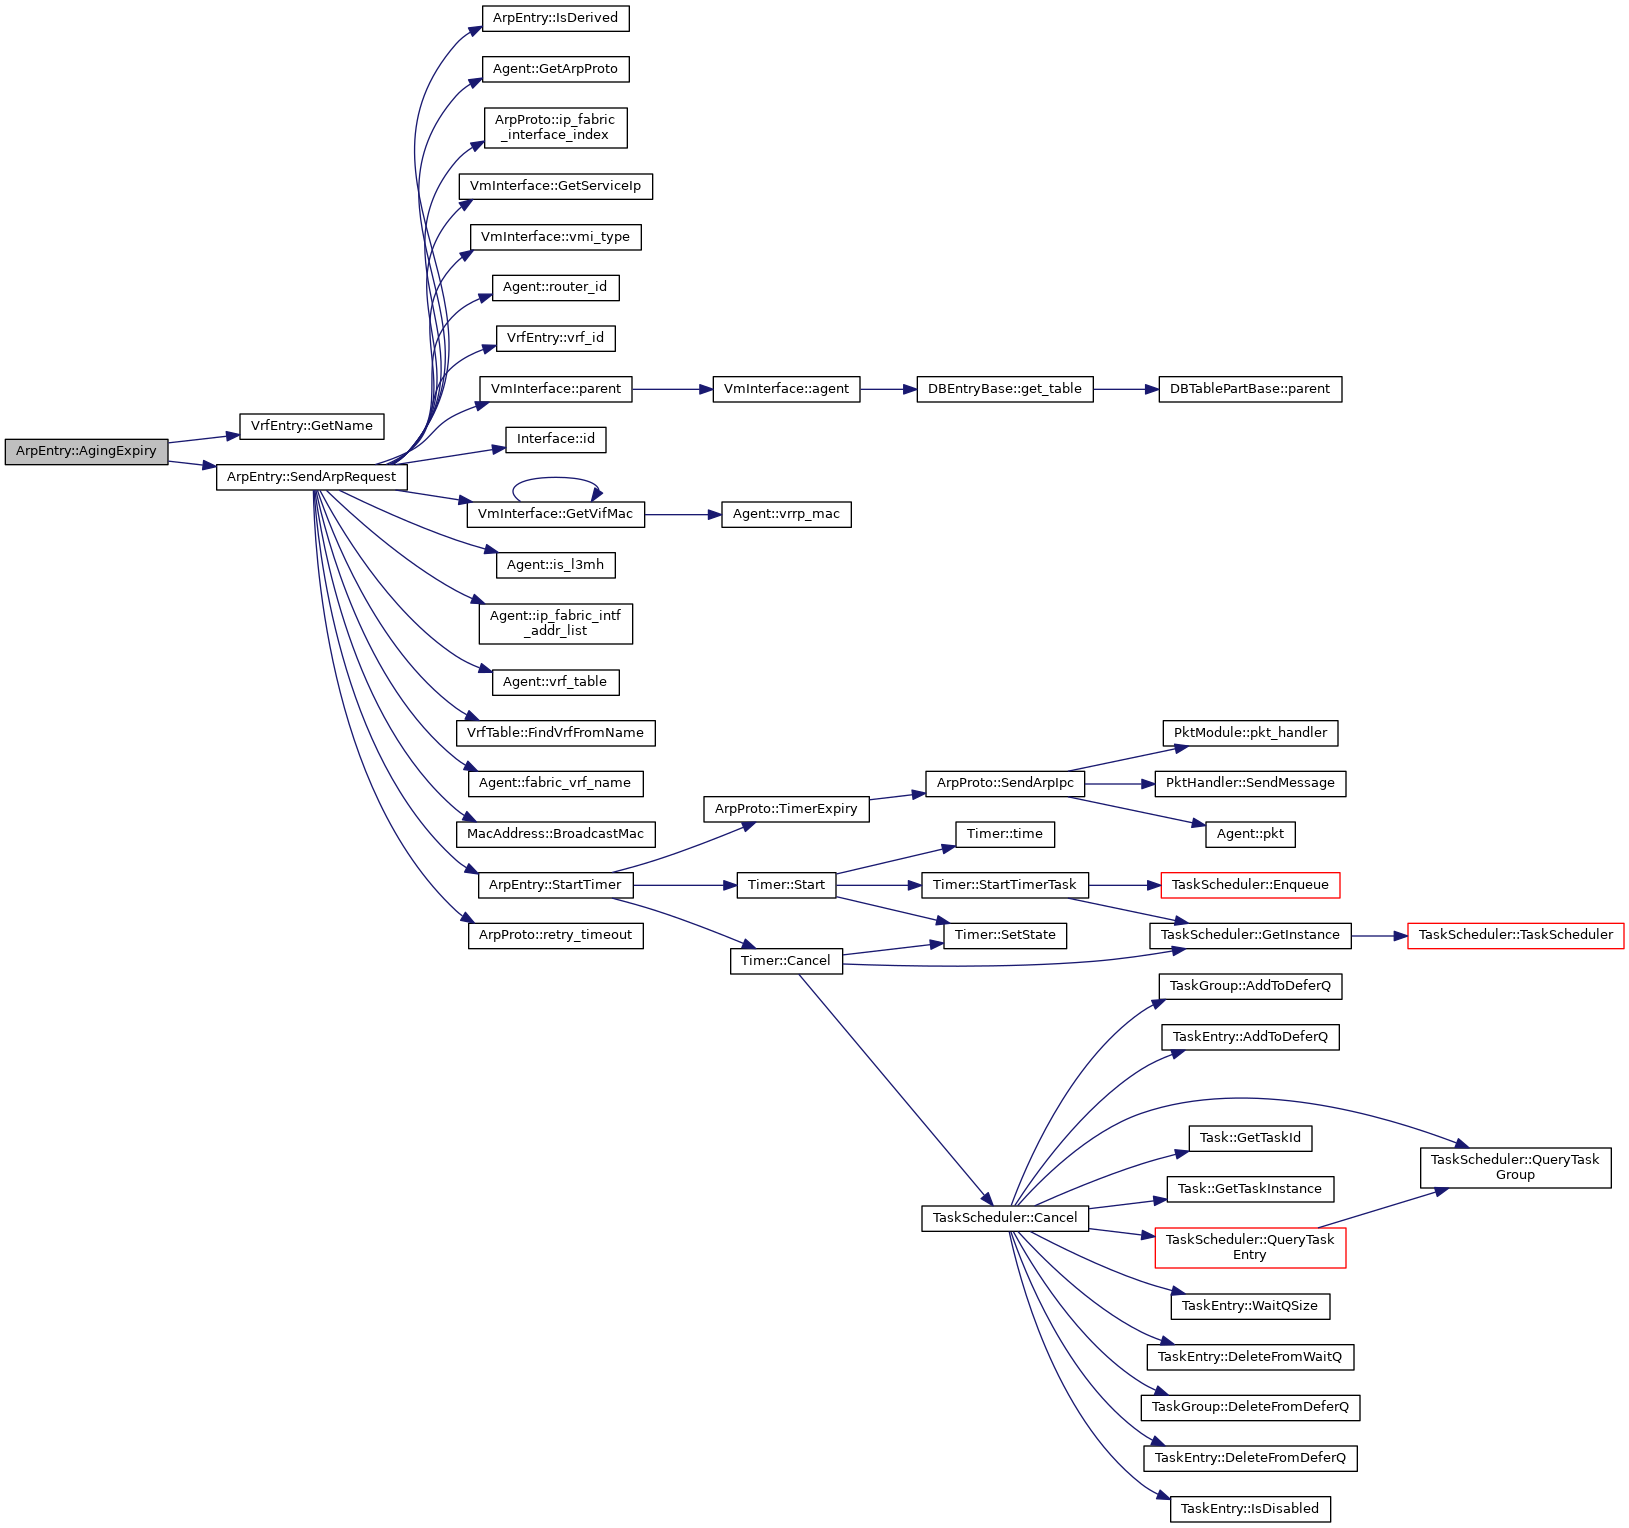 ArpEntry::IsDerived
Agent::GetArpProto
ArpProto::ip_fabric
_interface_index
VmInterface::GetServiceIp
VmInterface::vmi_type
Agent::router_id
VrfEntry::vrf_id
VmInterface::parent
VmInterface::agent
DBEntryBase::get_table
DBTablePartBase::parent
VrfEntry::GetName
ArpEntry::AgingExpiry
Interface::id
ArpEntry::SendArpRequest
VmInterface::GetVifMac
Agent::vrrp_mac
Agent::is_l3mh
Agent::ip_fabric_intf
_addr_list
Agent::vrf_table
VrfTable::FindVrfFromName
PktModule::pkt_handler
Agent::fabric_vrf_name
ArpProto::SendArpIpc
PktHandler::SendMessage
ArpProto::TimerExpiry
MacAddress::BroadcastMac
Timer::time
Agent::pkt
ArpEntry::StartTimer
Timer::Start
Timer::StartTimerTask
TaskScheduler::Enqueue
ArpProto::retry_timeout
Timer::SetState
TaskScheduler::GetInstance
TaskScheduler::TaskScheduler
Timer::Cancel
TaskGroup::AddToDeferQ
TaskEntry::AddToDeferQ
Task::GetTaskId
TaskScheduler::QueryTask
Group
Task::GetTaskInstance
TaskScheduler::Cancel
TaskScheduler::QueryTask
Entry
TaskEntry::WaitQSize
TaskEntry::DeleteFromWaitQ
TaskGroup::DeleteFromDeferQ
TaskEntry::DeleteFromDeferQ
TaskEntry::IsDisabled